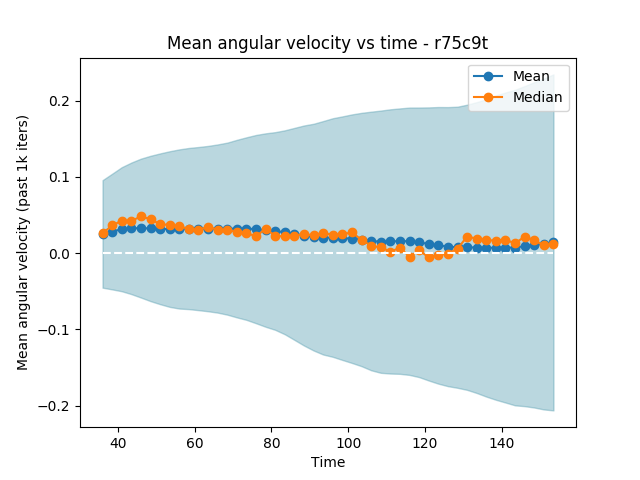 Mean angular velocity vs time - r75c9t
Mean
Median
Mean angular velocity (past 1k iters)
0.2
0.1
0.0
−0.1
−0.2
40
60
80
100
120
140
Time